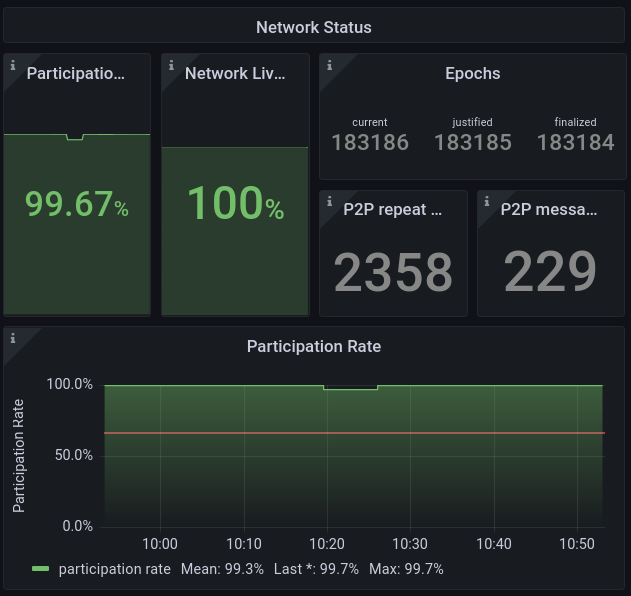 Network Status
Participatio...
Network Liv...
Epochs
current justified finalized
183186 183185 183184
99.67%
100%
P2P repeat ...
P2P messa...
2358
229
Participation Rate
Participation Rate
100.0%
50.0%
0.0%
10:00 10:10 10:20 10:30 10:40 10:50
participation rate Mean: 99.3% Last *: 99.7% Max: 99.7%